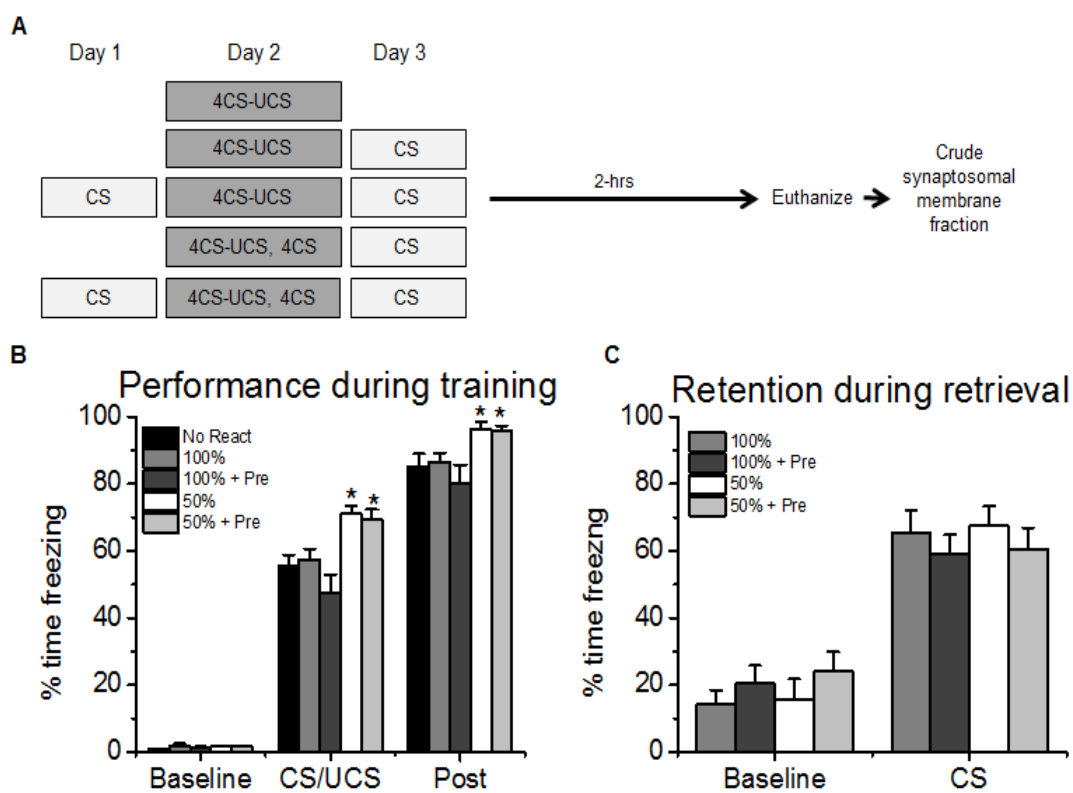 A
Day 1 Day 2 Day 3
4CS-UCS
4CS-UCS CS
CS 4CS-UCS CS
4CS-UCS, 4CS CS
CS 4CS-UCS, 4CS CS
2-hrs
Euthanize
Crude
synaptosomal
membrane
fraction
B
Performance during training
% time freezing
100
80
60
40
20
0
No React
100%
100% + Pre
50%
50% + Pre
* *
* *
Baseline CS/UCS Post
C
Retention during retrieval
% time freezng
100
80
60
40
20
0
100%
100% + Pre
50%
50% + Pre
Baseline CS